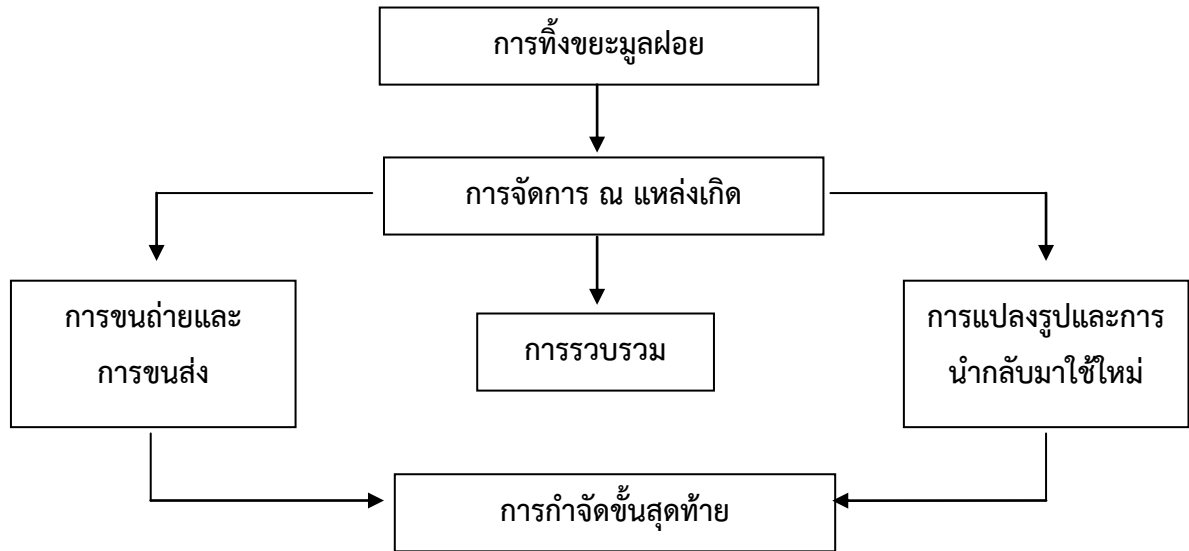 การทิ้งขยะมูลฝอย
การจัดการ ณ แหล่งเกิด
การขนถ่ายและ
การขนส่ง
การรวบรวม
การแปลงรูปและการ
นำกลับมาใช้ใหม่
การกำจัดขั้นสุดท้าย